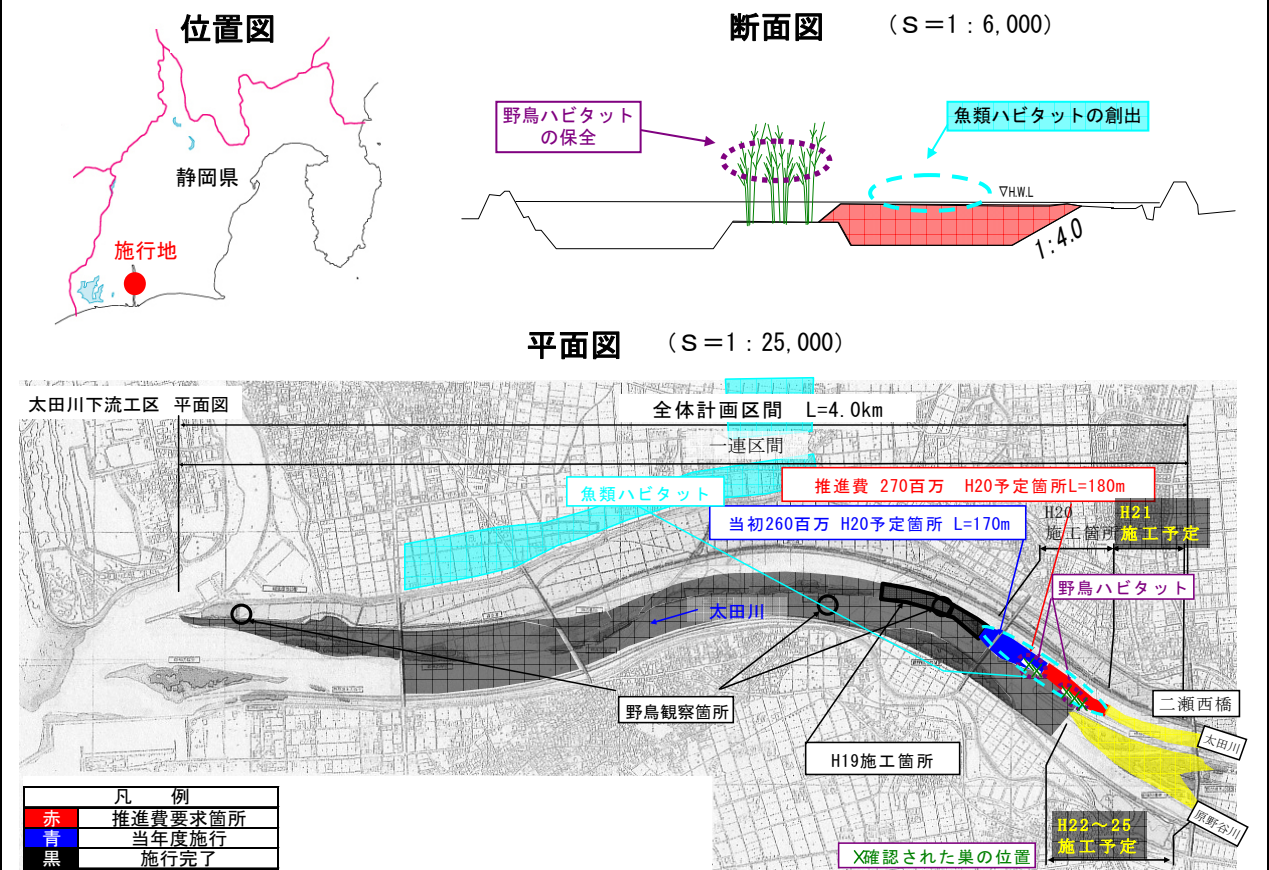 位置図
断面図 (S=1:6,000)
野鳥ハビタット
の保全
魚類ハビタットの創出
▽H.W.L
1:4.0
静岡県
施行地
平面図 (S=1:25,000)
太田川下流工区 平面図
全体計画区間 L=4.0km
一連区間
魚類ハビタット
推進費 270百万 H20予定箇所L=180m
当初260百万 H20予定箇所 L=170m
H20
施工箇所
H21
施工予定
野鳥ハビタット
太田川
野鳥観察箇所
H19施工箇所
二瀬西橋
太田川
原野谷川
H22～25
施工予定
X確認された巣の位置
凡 例
赤 推進費要求箇所
青 当年度施行
黒 施行完了